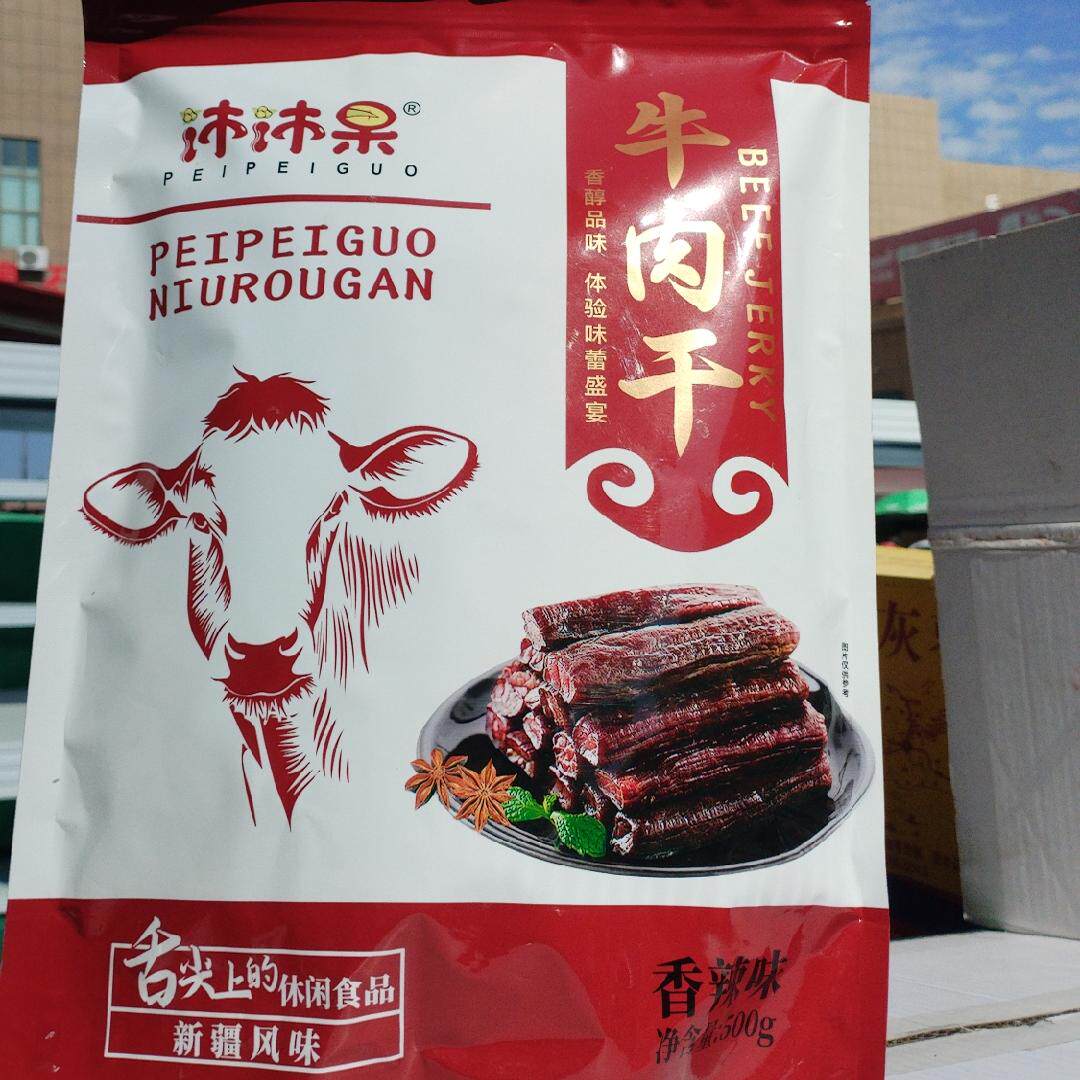 沛沛果®
PEIPEIGUO
PEIPEIGUO
NIUROUGAN
牛肉干
BEEF JERKY
香醇品味 体验味蕾盛宴
图片仅供参考
灰
舌尖上的休闲食品
新疆风味
香辣味
净含量:500g